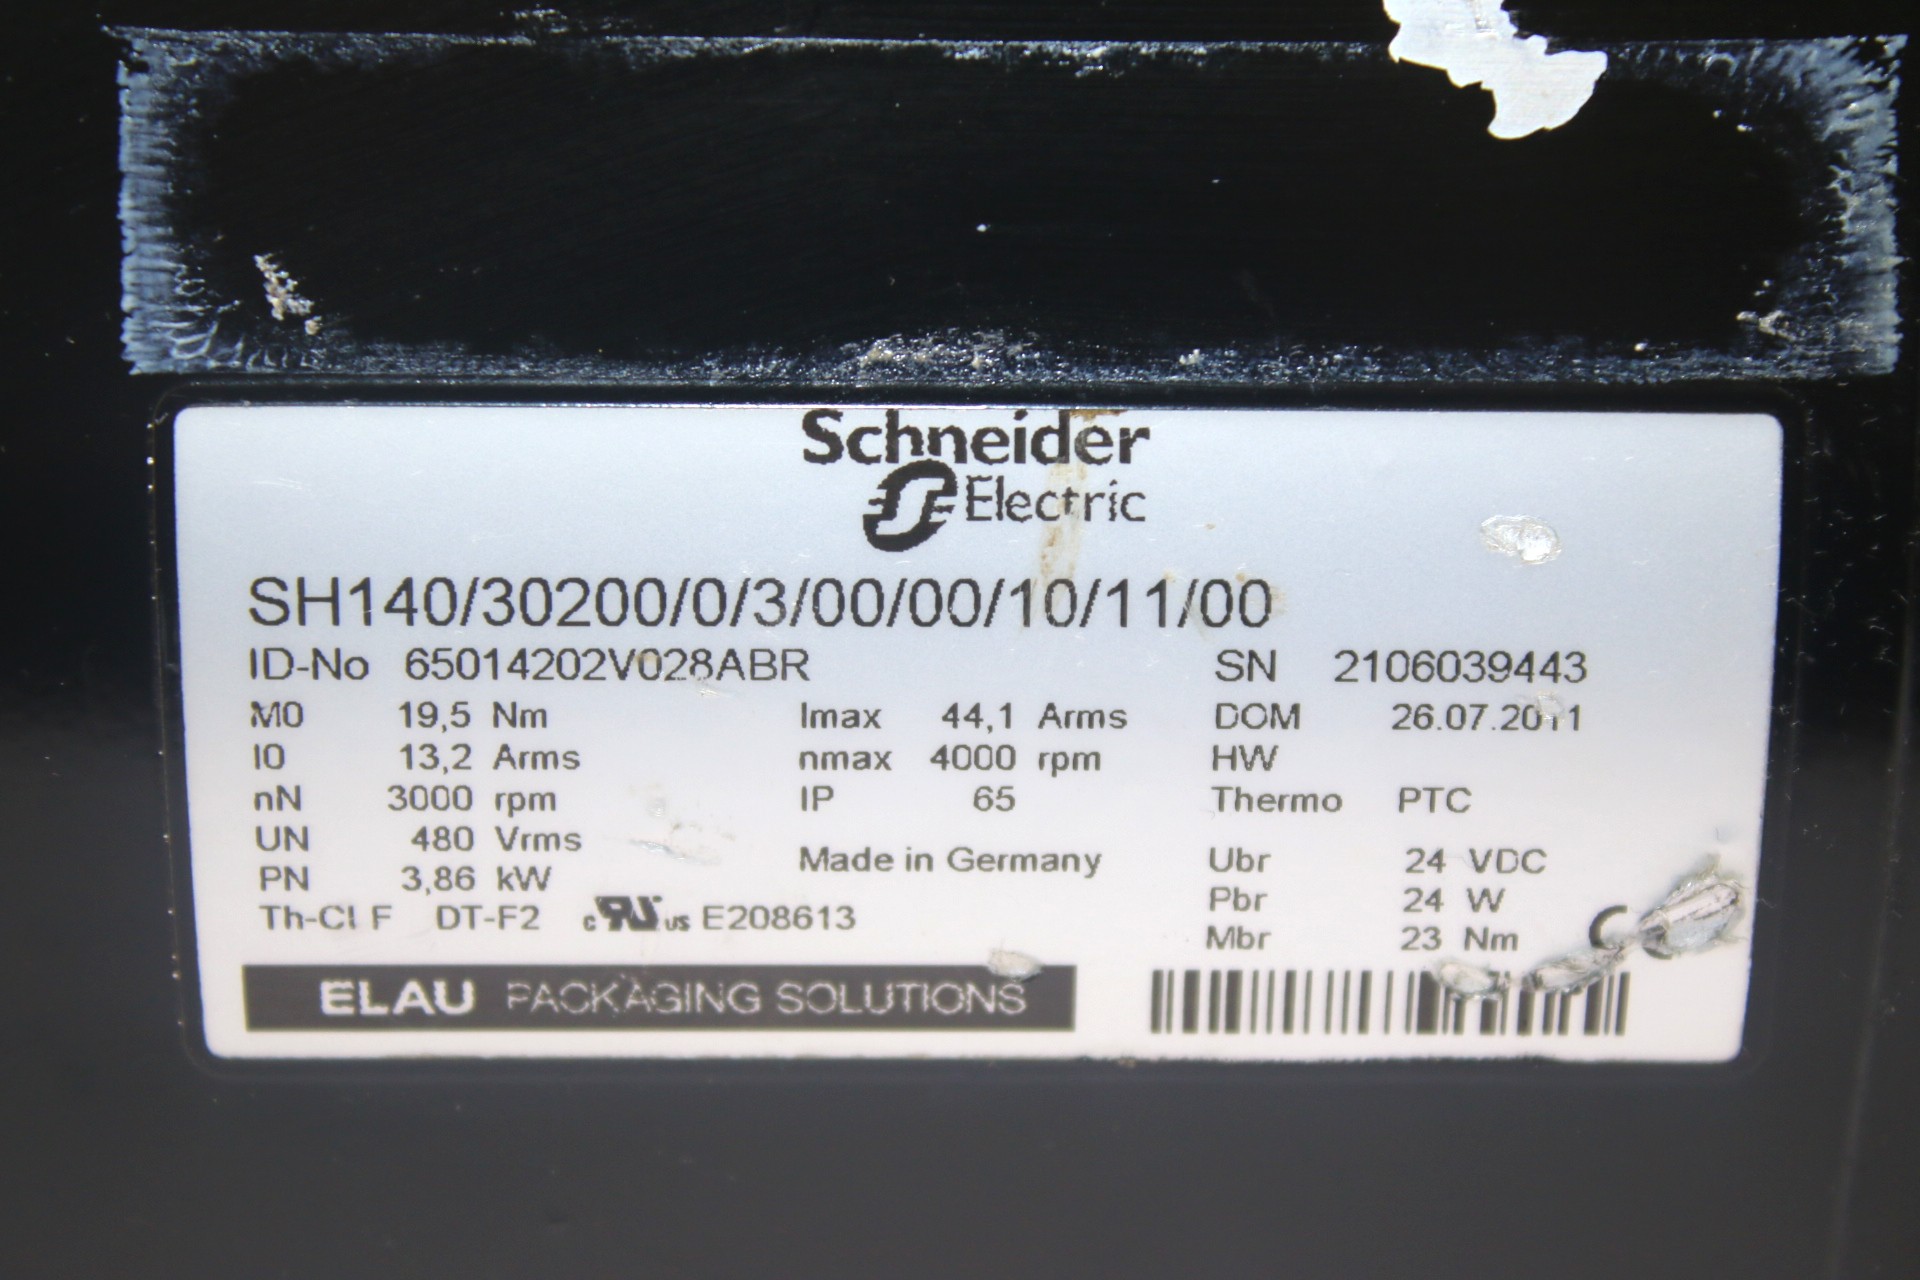 Schneider
Electric
SH140/30200/0/3/00/00/10/11/00
ID-No 65014202V028ABR SN 2106039443
M0 19,5 Nm Imax 44,1 Arms DOM 26.07.2011
I0 13,2 Arms nmax 4000 rpm HW
nN 3000 rpm IP 65 Thermo PTC
UN 480 Vrms
Made in Germany Ubr 24 VDC
PN 3,86 kW Pbr 24 W
Th-Cl F DT-F2 c RU us E208613 Mbr 23 Nm
ELAU PACKAGING SOLUTIONS